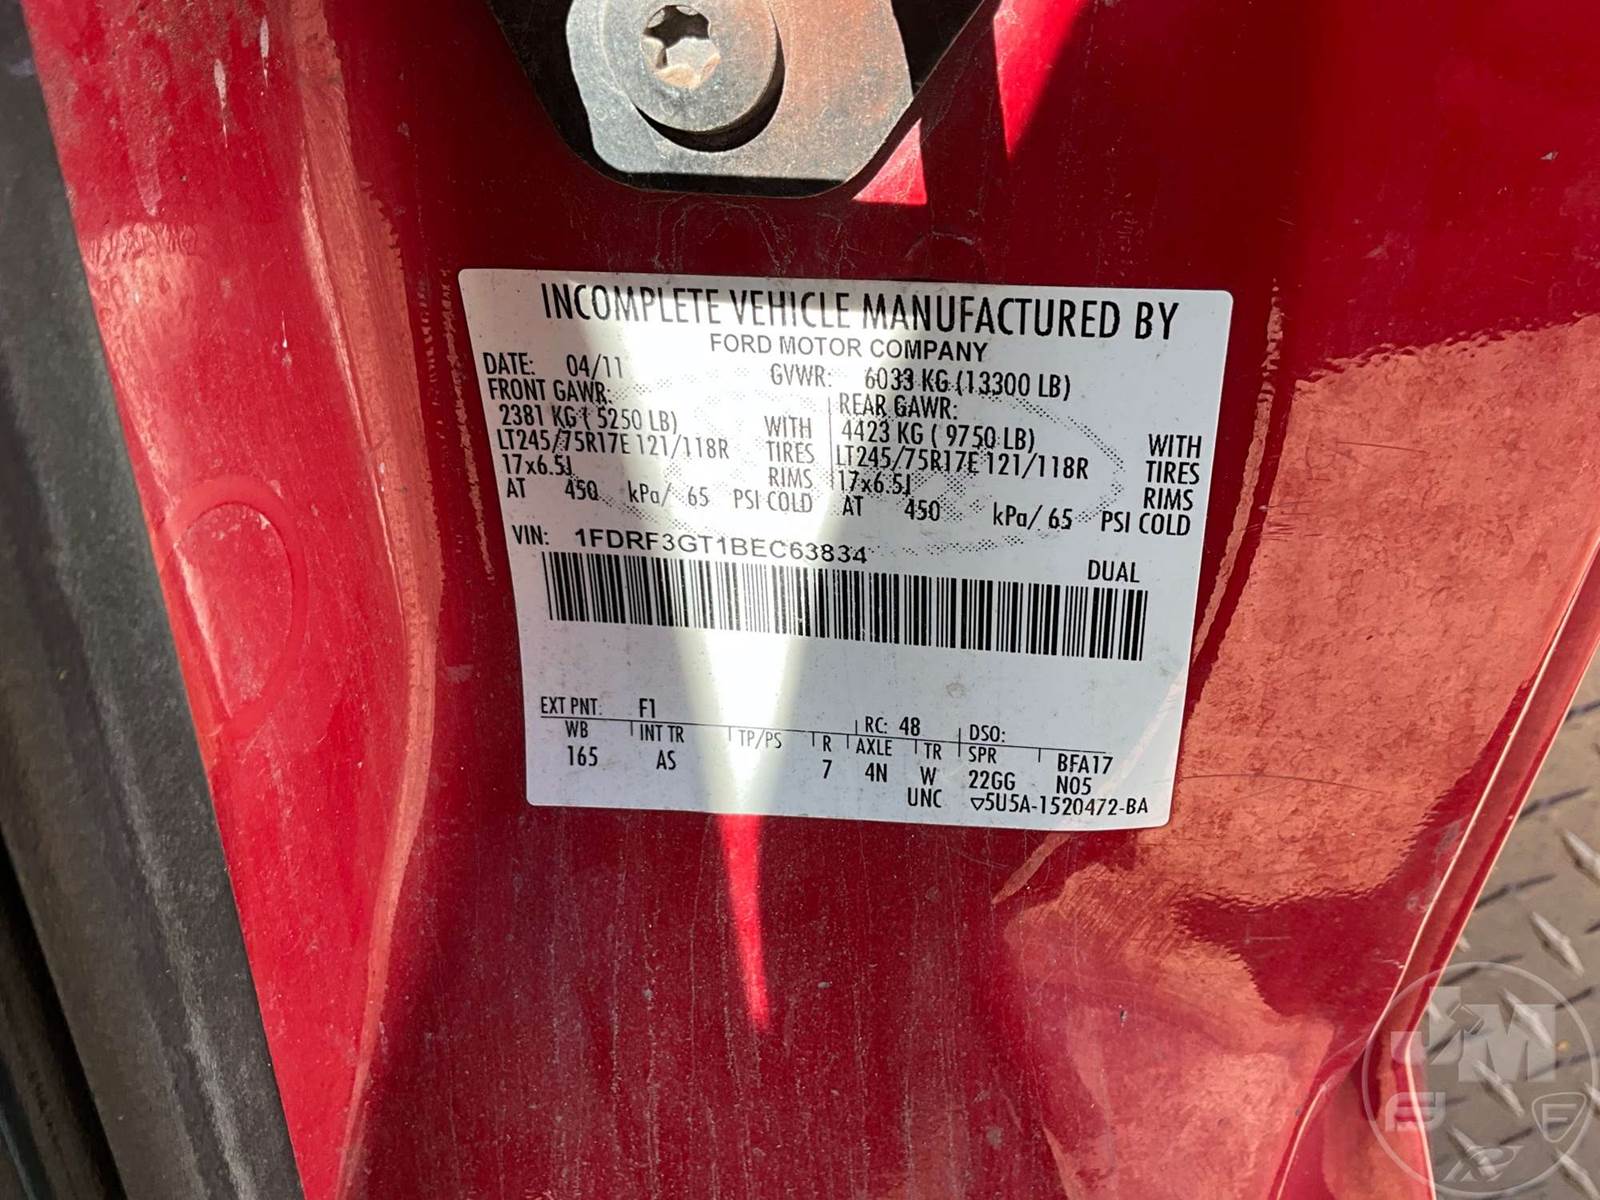 INCOMPLETE VEHICLE MANUFACTURED BY
FORD MOTOR COMPANY
DATE: 04/11 GVWR: 6033 KG (13300 LB)
FRONT GAWR: REAR GAWR:
2381 KG ( 5250 LB) WITH 4423 KG ( 9750 LB) WITH
LT245/75R17E 121/118R TIRES LT245/75R17E 121/118R TIRES
17x6.5J RIMS 17x6.5J RIMS
AT 450 kPa/ 65 PSI COLD AT 450 kPa/ 65 PSI COLD
VIN: 1FDRF3GT1BEC63834
DUAL
EXT PNT: F1 RC: 48 DSO:
WB INT TR TP/PS R AXLE TR SPR BFA17
165 AS 7 4N W 22GG N05
UNC ▽5U5A-1520472-BA
JM